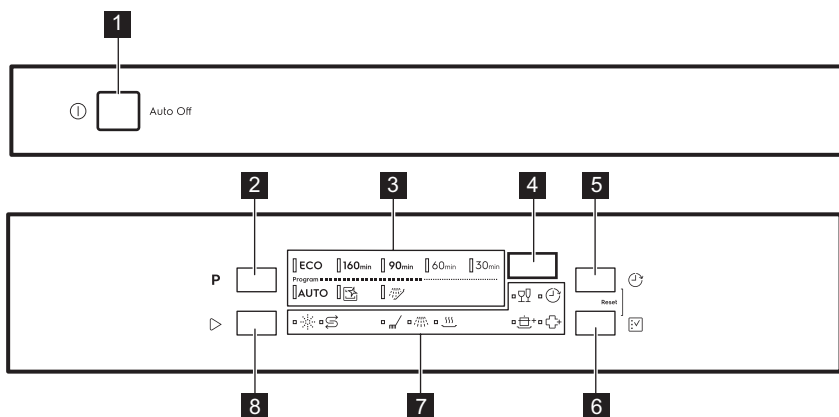 1
Auto Off
2 3 4 5
P ECO 160min 90min 60min 30min
Program
AUTO
Reset
8 7 6